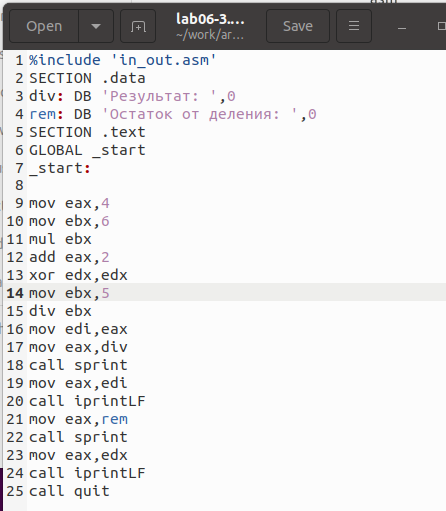 Open
lab06-3....
~/work/ar...
Save
1 %include 'in_out.asm'
2 SECTION .data
3 div: DB 'Результат: ',0
4 rem: DB 'Остаток от деления: ',0
5 SECTION .text
6 GLOBAL _start
7 _start:
8
9 mov eax,4
10 mov ebx,6
11 mul ebx
12 add eax,2
13 xor edx,edx
14 mov ebx,5
15 div ebx
16 mov edi,eax
17 mov eax,div
18 call sprint
19 mov eax,edi
20 call iprintLF
21 mov eax,rem
22 call sprint
23 mov eax,edx
24 call iprintLF
25 call quit